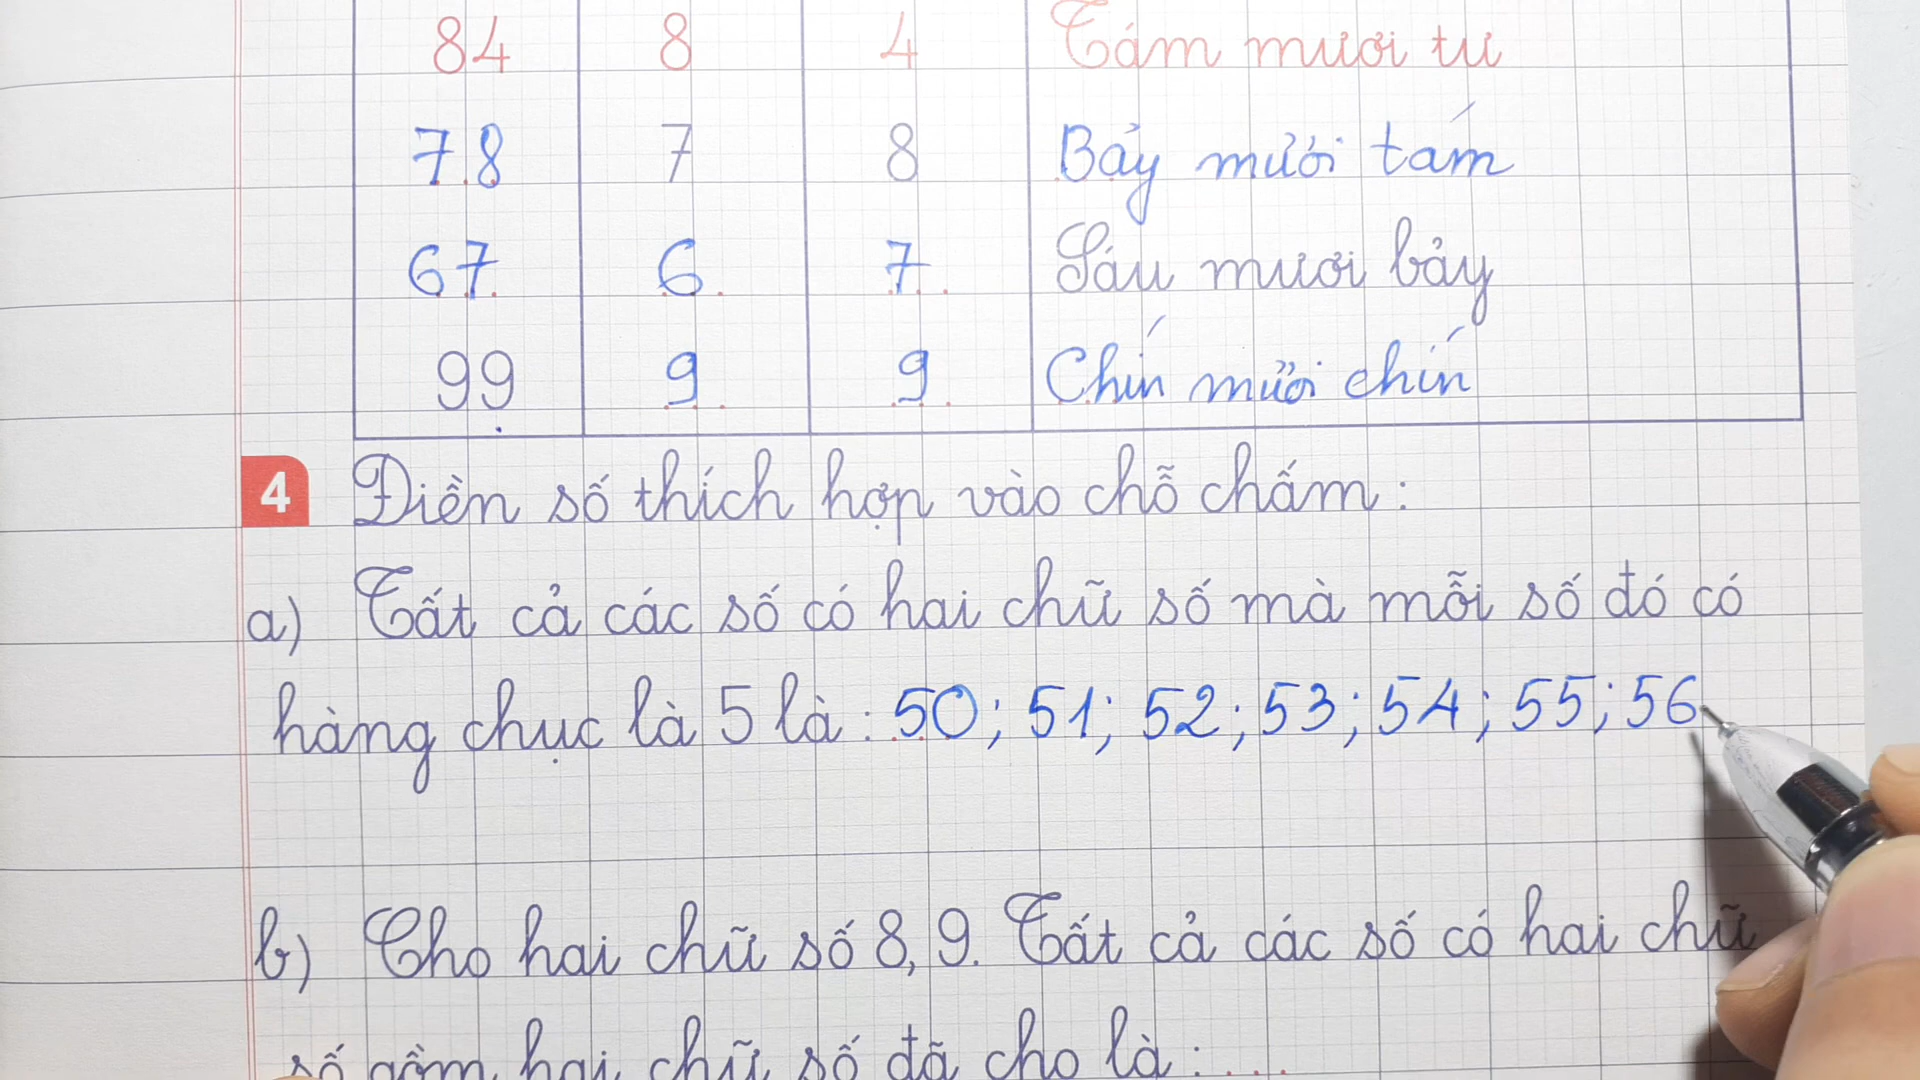 84 8 4 Tám mươi tư
78 7 8 Bảy mươi tám
67 6 7 Sáu mươi bảy
99 9 9 Chín mươi chín
4 Điền số thích hợp vào chỗ chấm:
a) Tất cả các số có hai chữ số mà mỗi số đó có
hàng chục là 5 là: 50; 51; 52; 53; 54; 55; 56
b) Cho hai chữ số 8, 9. Tất cả các số có hai chữ
số gồm hai chữ số đã cho là: ...